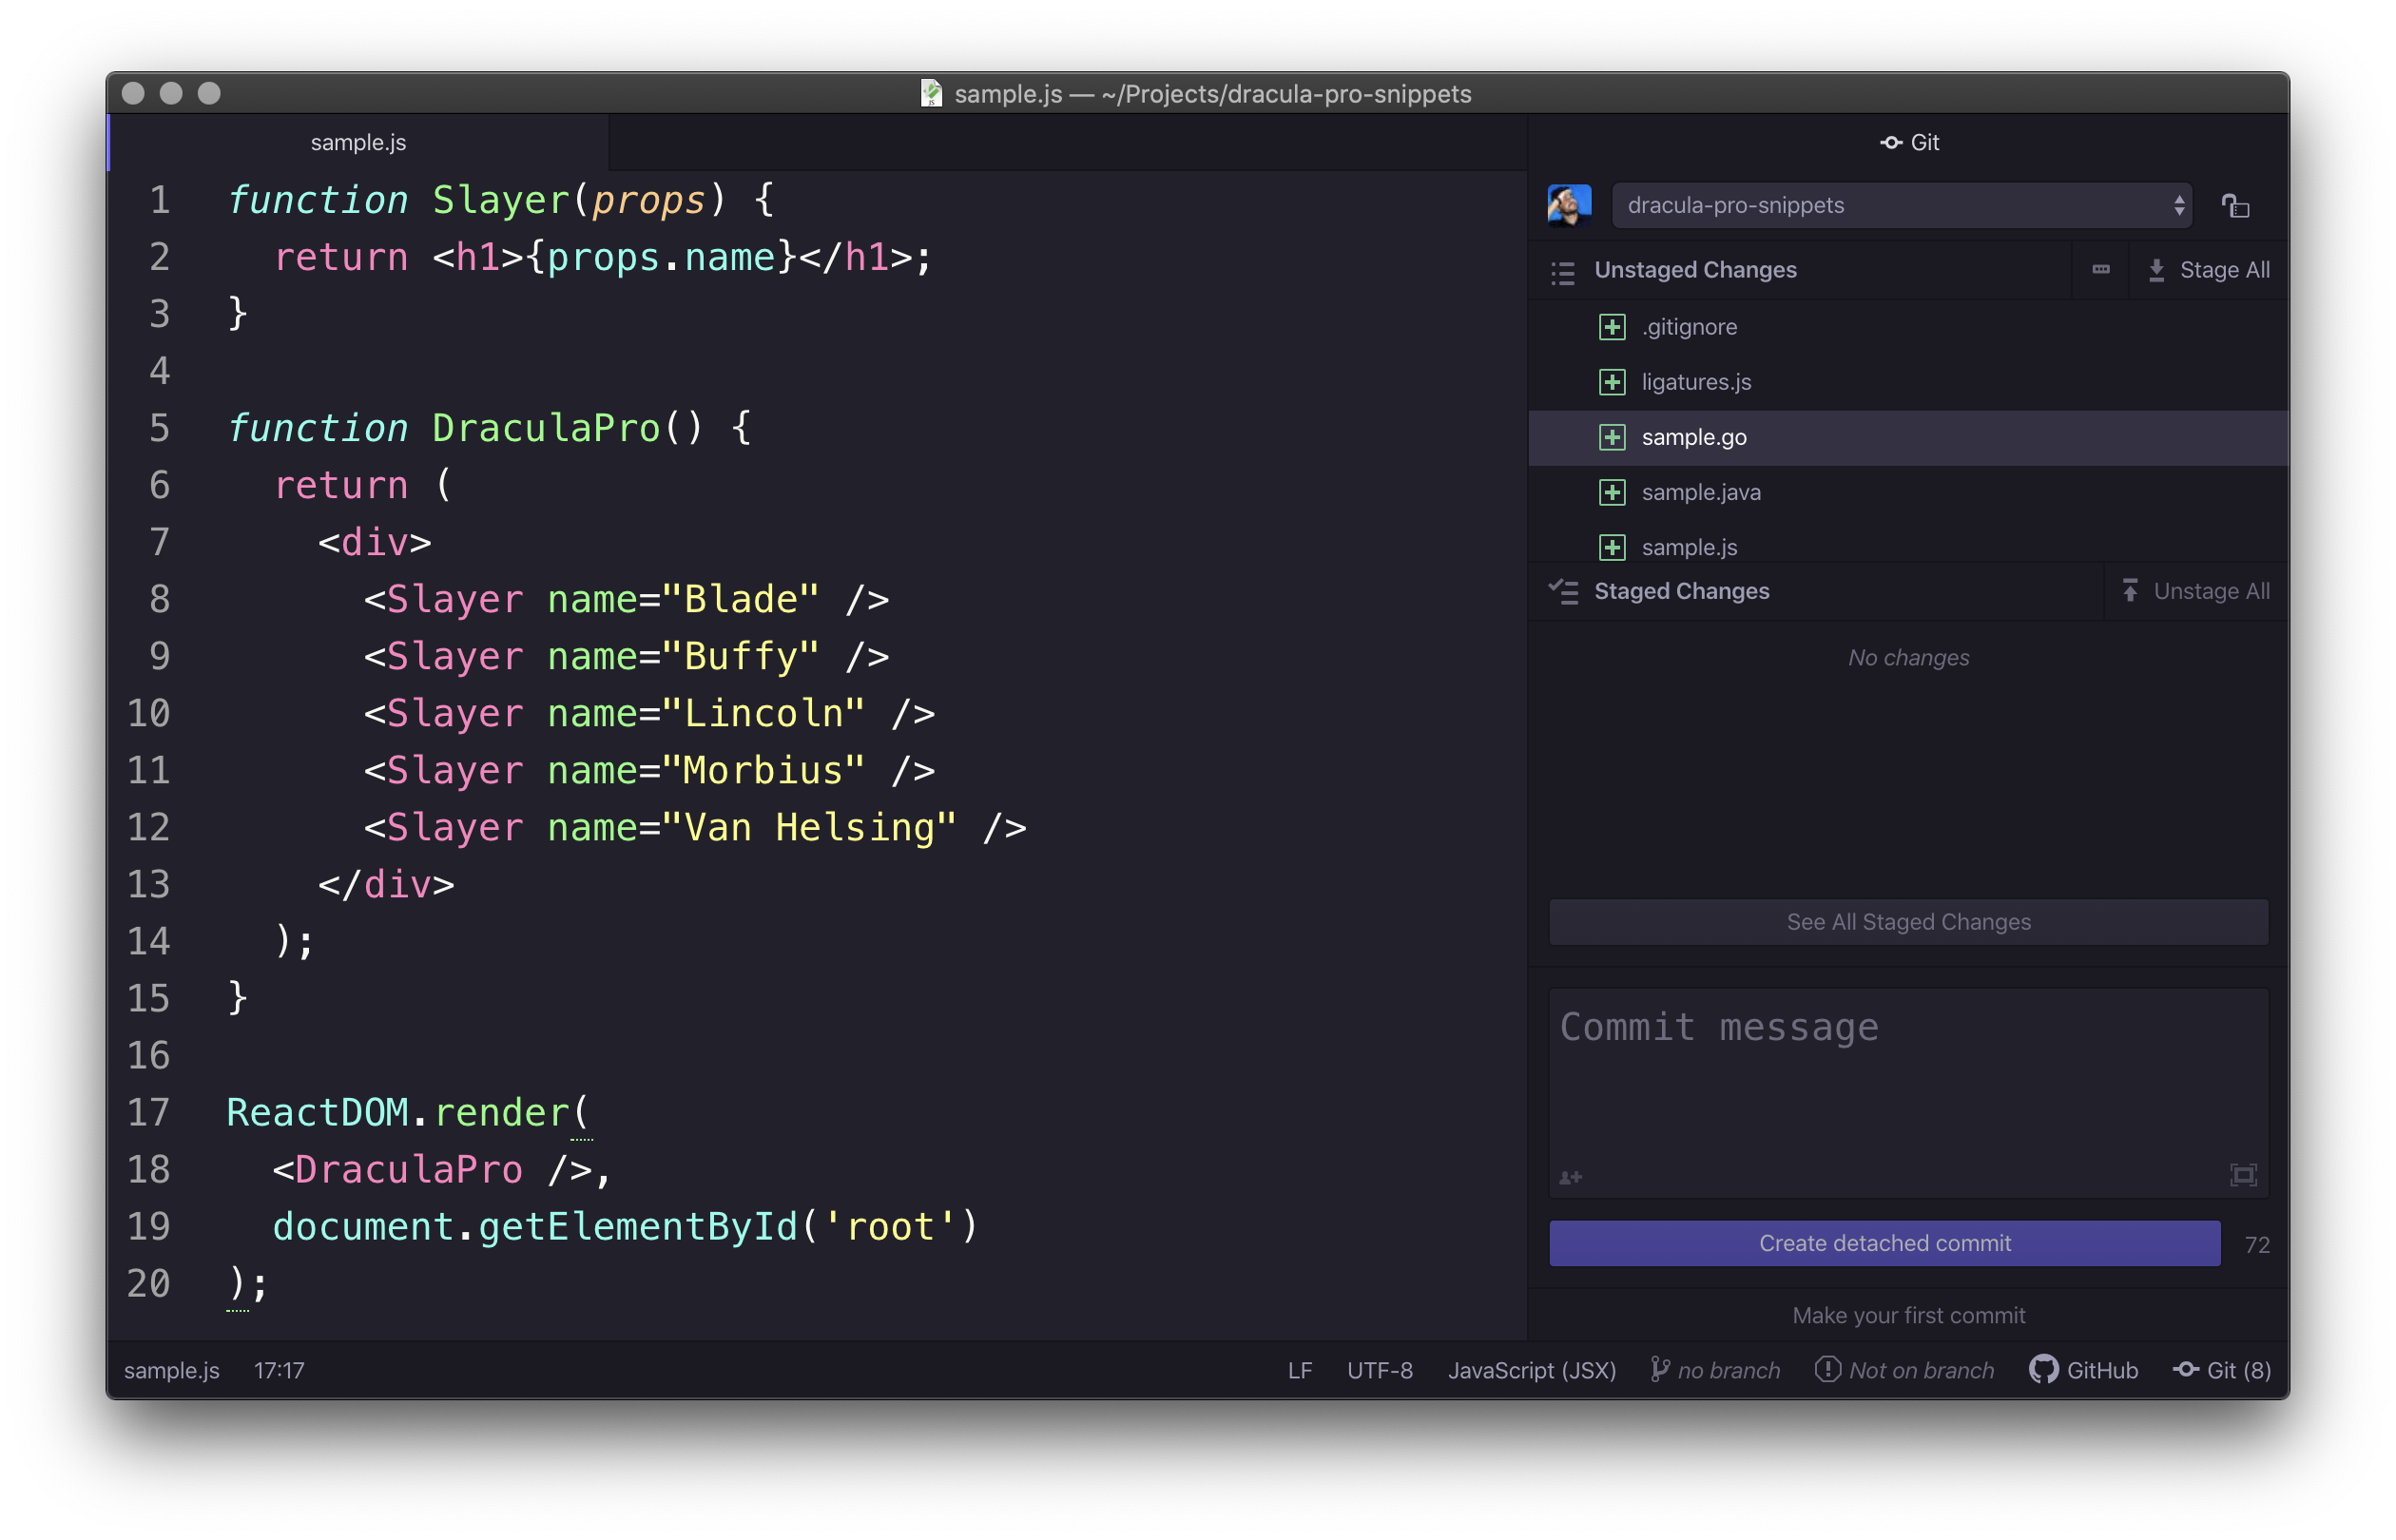 sample.js — ~/Projects/dracula-pro-snippets
sample.js
1 function Slayer(props) {
2   return <h1>{props.name}</h1>;
3 }
4
5 function DraculaPro() {
6   return (
7     <div>
8       <Slayer name="Blade" />
9       <Slayer name="Buffy" />
10       <Slayer name="Lincoln" />
11       <Slayer name="Morbius" />
12       <Slayer name="Van Helsing" />
13     </div>
14   );
15 }
16
17 ReactDOM.render(
18   <DraculaPro />,
19   document.getElementById('root')
20 );
Git
dracula-pro-snippets
Unstaged Changes Stage All
.gitignore
ligatures.js
sample.go
sample.java
sample.js
Staged Changes Unstage All
No changes
See All Staged Changes
Commit message
Create detached commit 72
Make your first commit
sample.js 17:17 LF UTF-8 JavaScript (JSX) no branch Not on branch GitHub Git (8)